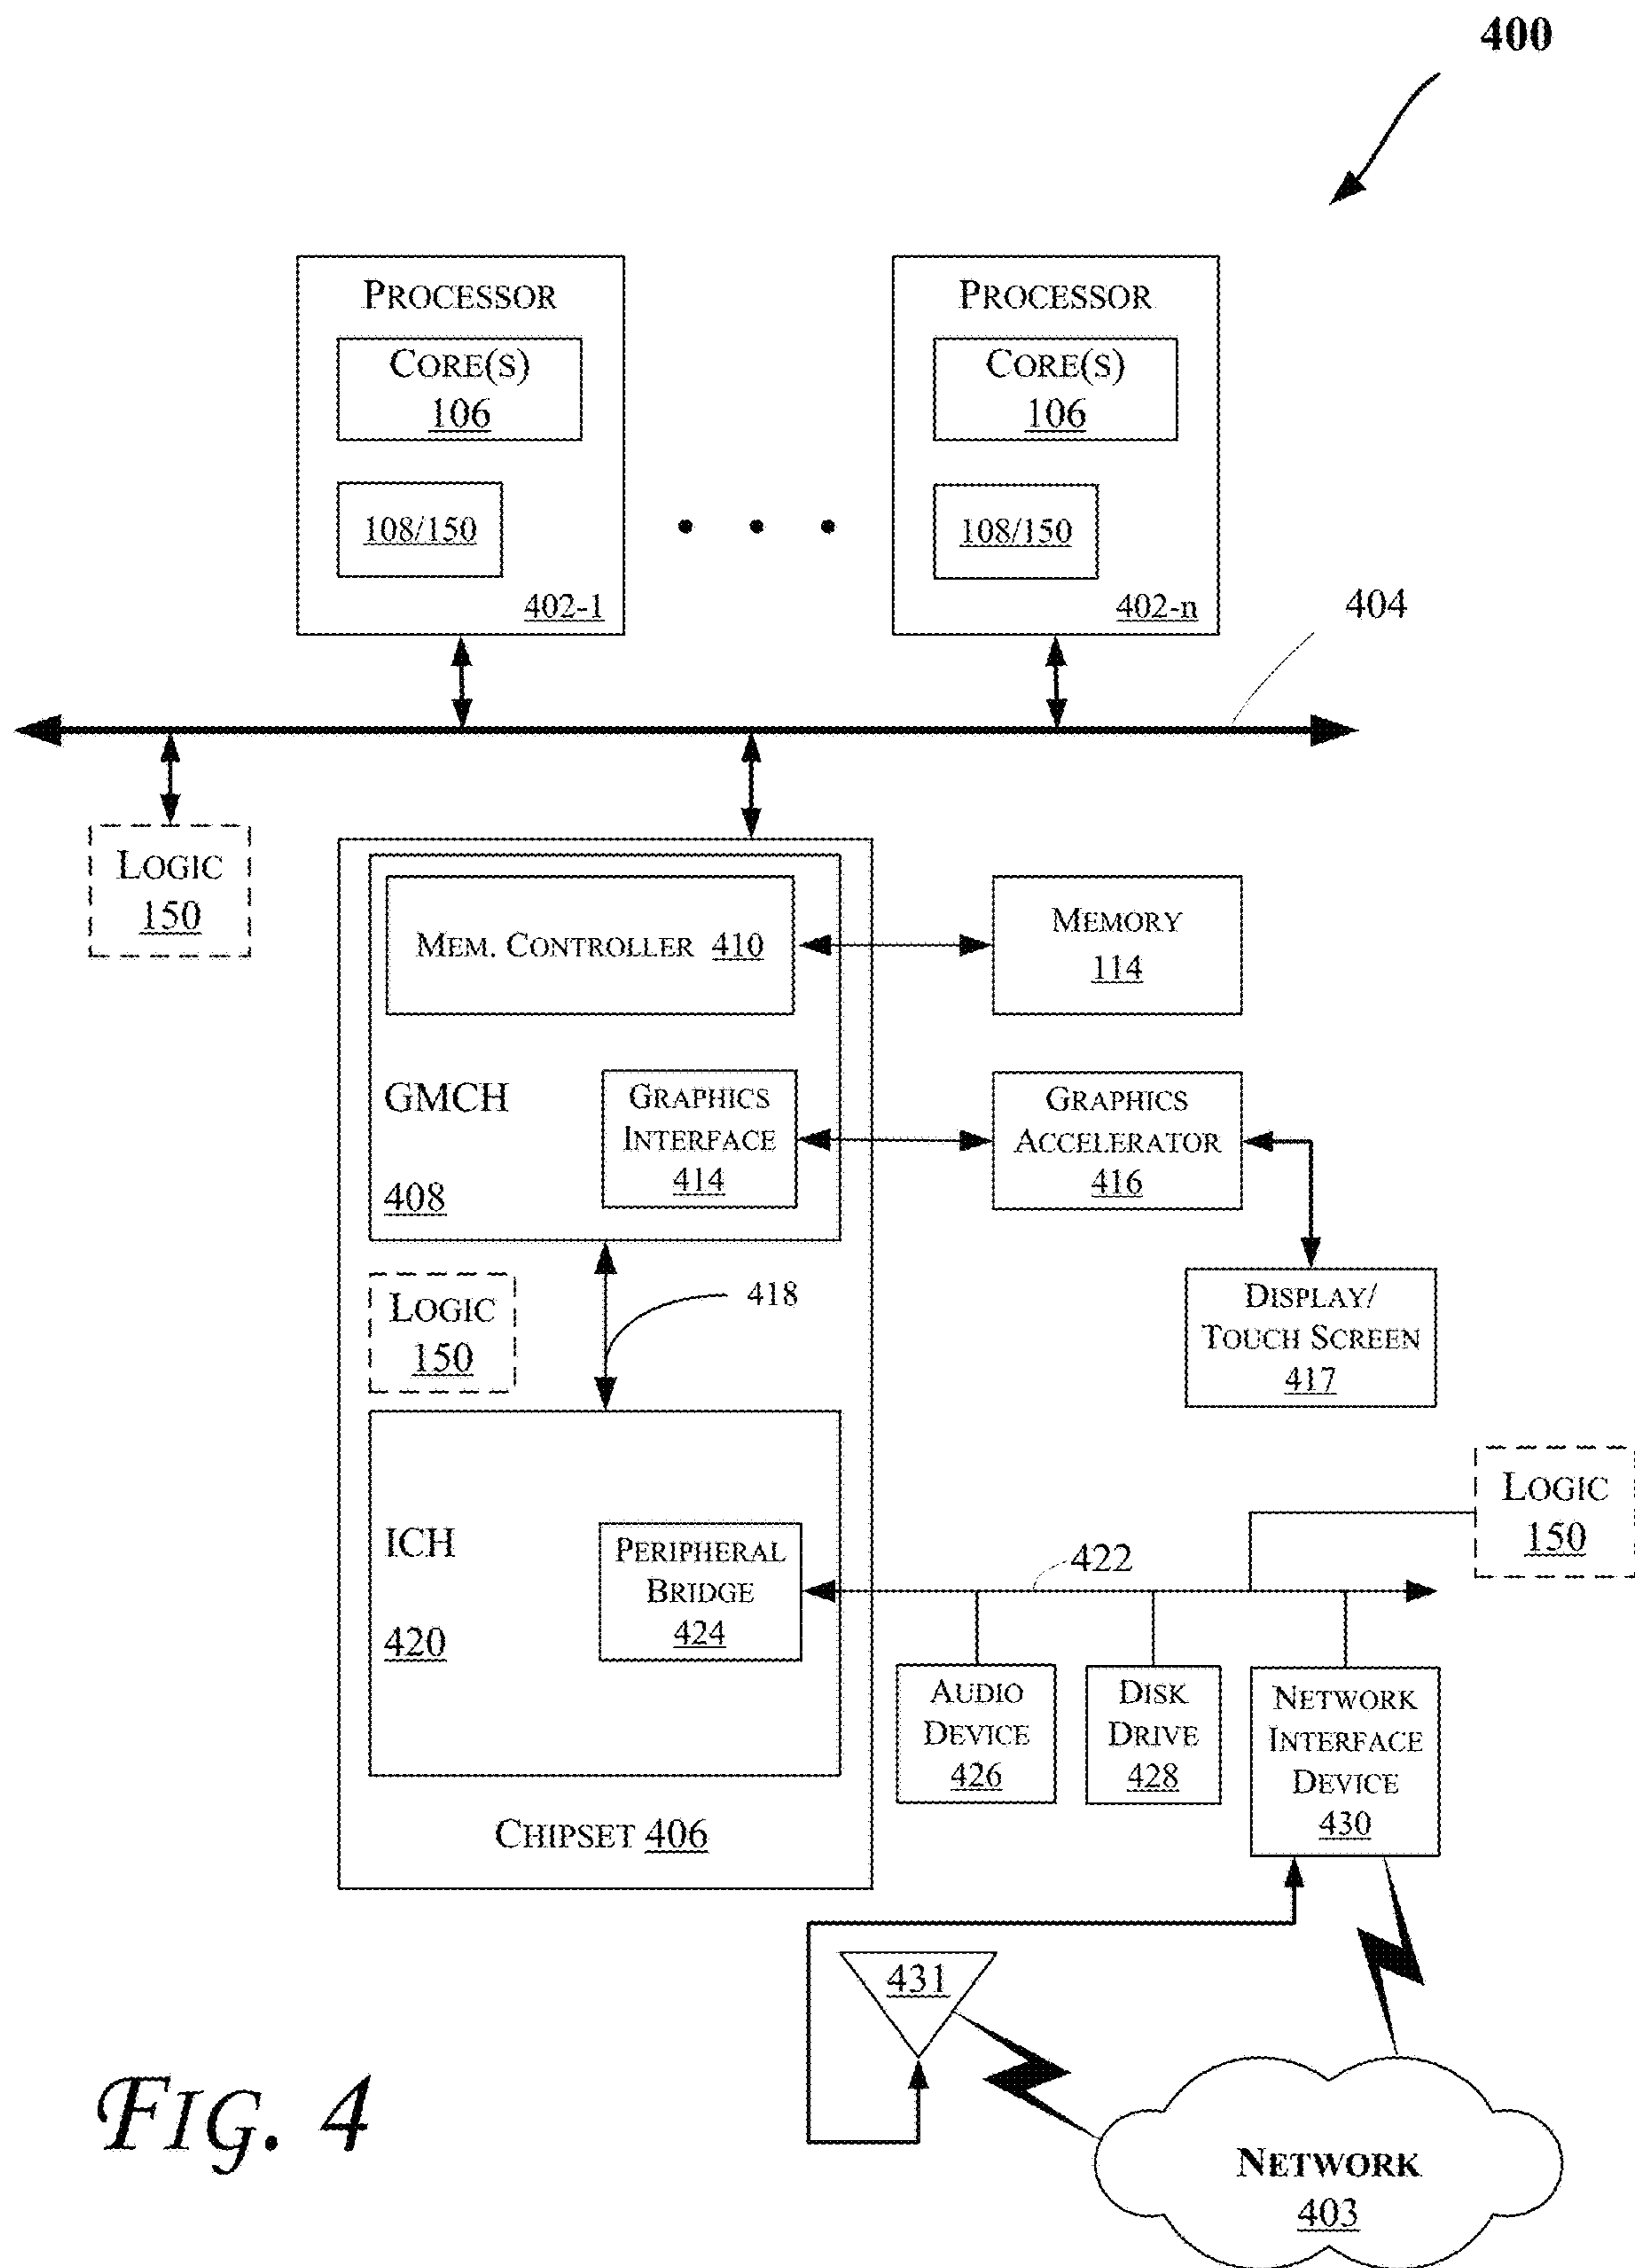 400
PROCESSOR
CORE(S)
106
108/150
402-1
PROCESSOR
CORE(S)
106
108/150
402-n
404
LOGIC
150
MEM. CONTROLLER 410
MEMORY
114
GMCH
408
GRAPHICS
INTERFACE
414
GRAPHICS
ACCELERATOR
416
LOGIC
150
418
DISPLAY/
TOUCH SCREEN
417
LOGIC
150
ICH
420
PERIPHERAL
BRIDGE
424
422
AUDIO
DEVICE
426
DISK
DRIVE
428
NETWORK
INTERFACE
DEVICE
430
CHIPSET 406
431
NETWORK
403
FIG. 4